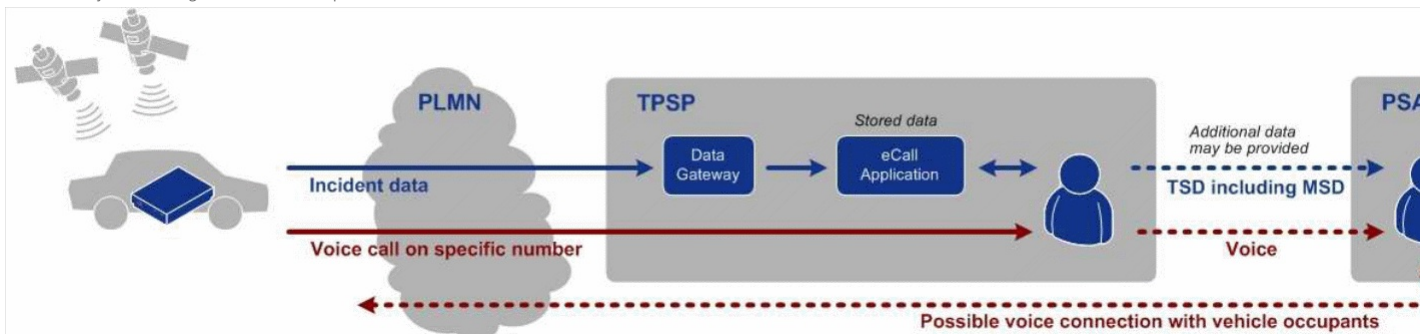 PLMN
TPSP
PSA
Stored data
Data
Gateway
eCall
Application
Additional data
may be provided
Incident data
TSD including MSD
Voice call on specific number
Voice
Possible voice connection with vehicle occupants